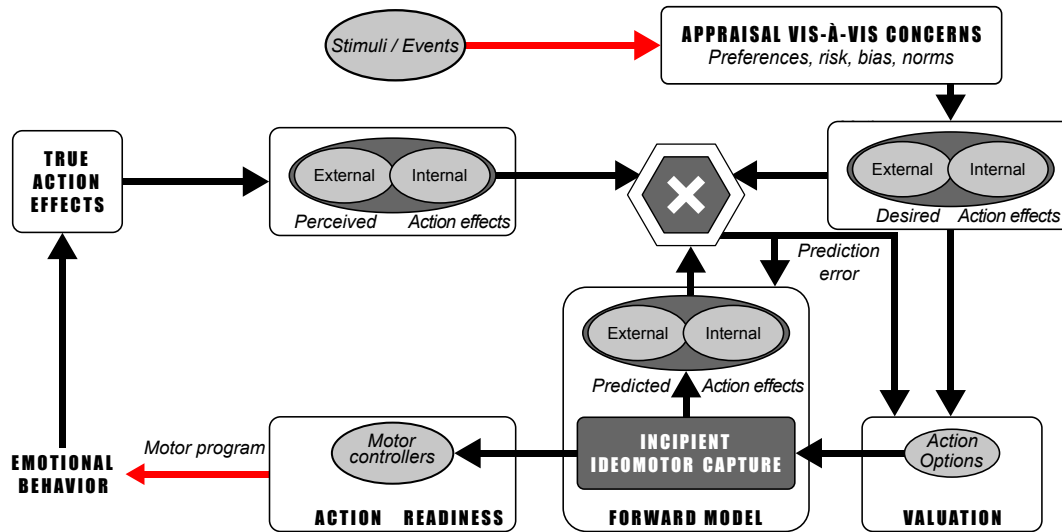 Stimuli / Events
APPRAISAL VIS-À-VIS CONCERNS
Preferences, risk, bias, norms
TRUE
ACTION
EFFECTS
External
Internal
Perceived
Action effects
External
Internal
Desired
Action effects
Prediction
error
External
Internal
Predicted
Action effects
Motor program
EMOTIONAL
BEHAVIOR
Motor
controllers
ACTION READINESS
INCIPIENT
IDEOMOTOR CAPTURE
FORWARD MODEL
Action
Options
VALUATION